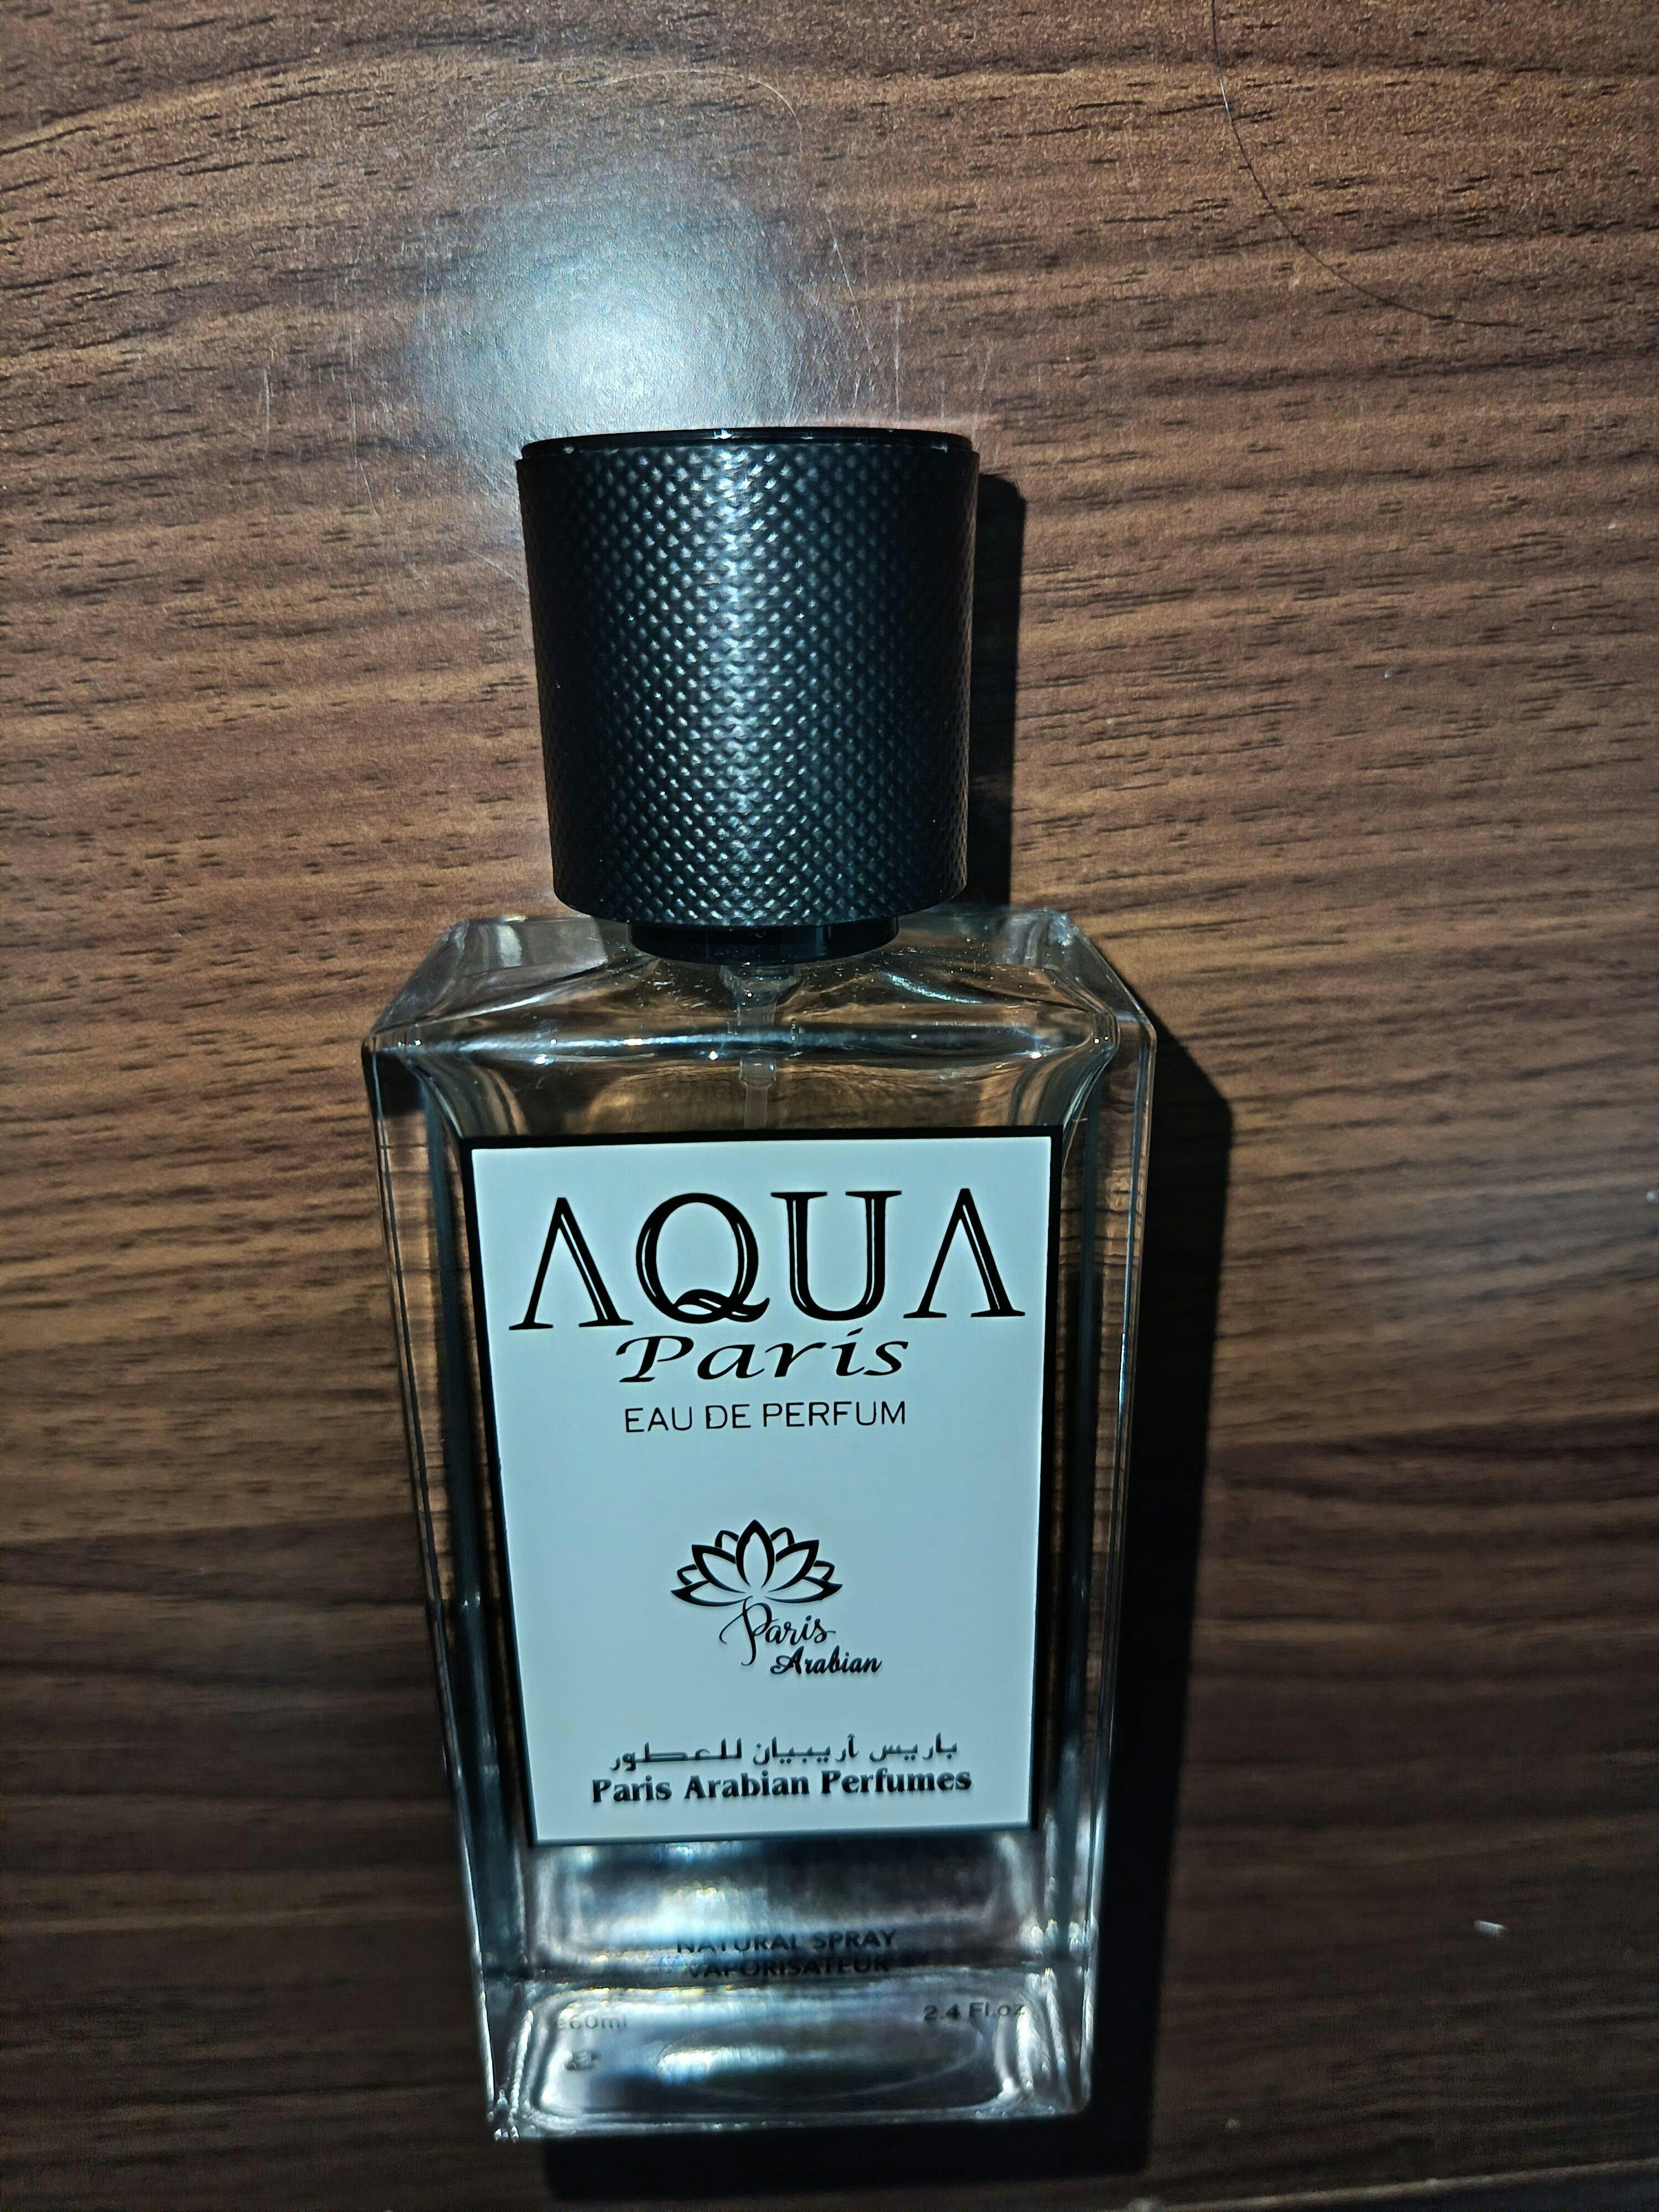 AQUA
Paris
EAU DE PERFUM
Paris
Arabian
باريس أريبيان للعطور
Paris Arabian Perfumes
NATURAL SPRAY
VAPORISATEUR
e60ml
2.4 Fl.oz
e